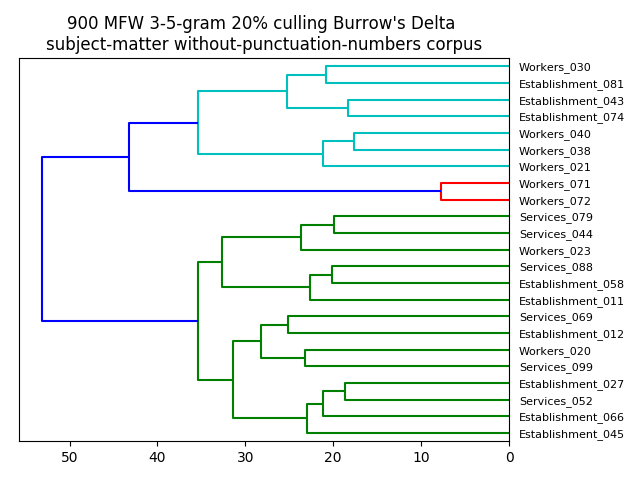 900 MFW 3-5-gram 20% culling Burrow's Delta
subject-matter without-punctuation-numbers corpus
Workers_030
Establishment_081
Establishment_043
Establishment_074
Workers_040
Workers_038
Workers_021
Workers_071
Workers_072
Services_079
Services_044
Workers_023
Services_088
Establishment_058
Establishment_011
Services_069
Establishment_012
Workers_020
Services_099
Establishment_027
Services_052
Establishment_066
Establishment_045
50 40 30 20 10 0